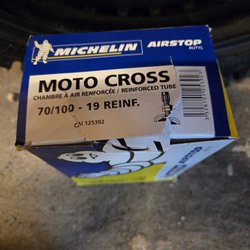 MICHELIN AIRSTOP
BUTYL
MOTO CROSS
CHAMBRE À AIR RENFORCÉE / REINFORCED TUBE
70/100 - 19 REINF.
CU 125392